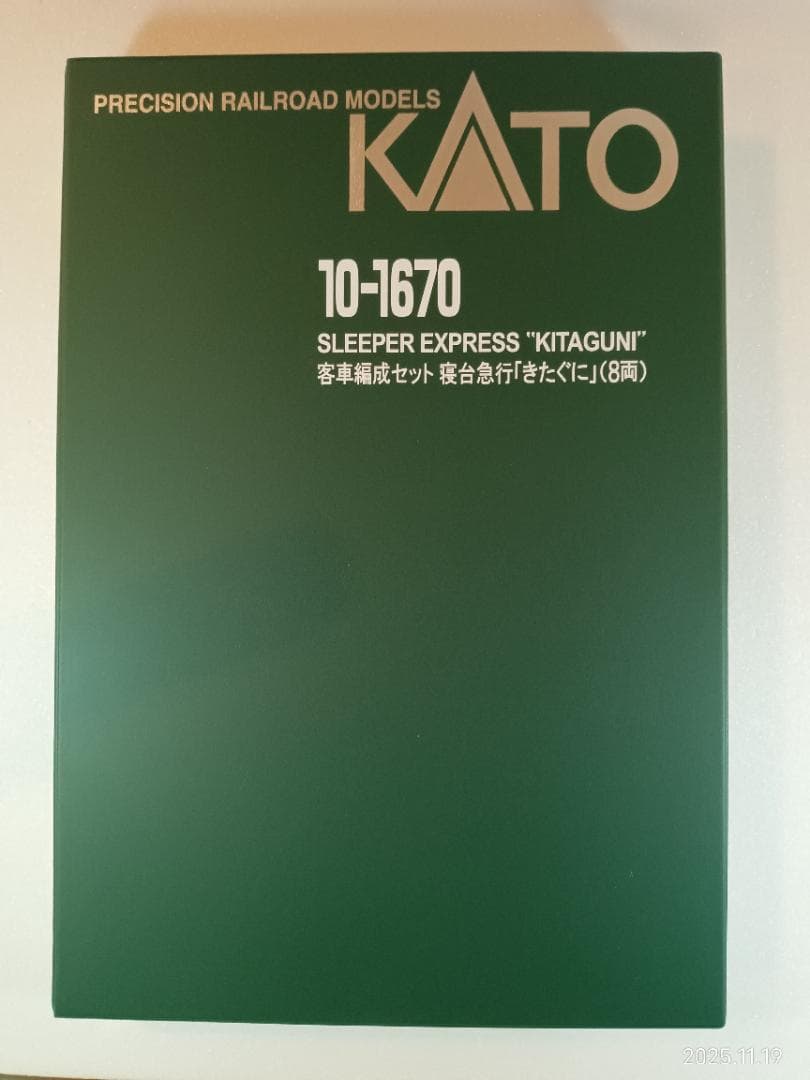 PRECISION RAILROAD MODELS
KATO
10-1670
SLEEPER EXPRESS "KITAGUNI"
客車編成セット 寝台急行「きたぐに」(8両)
2025.11.19